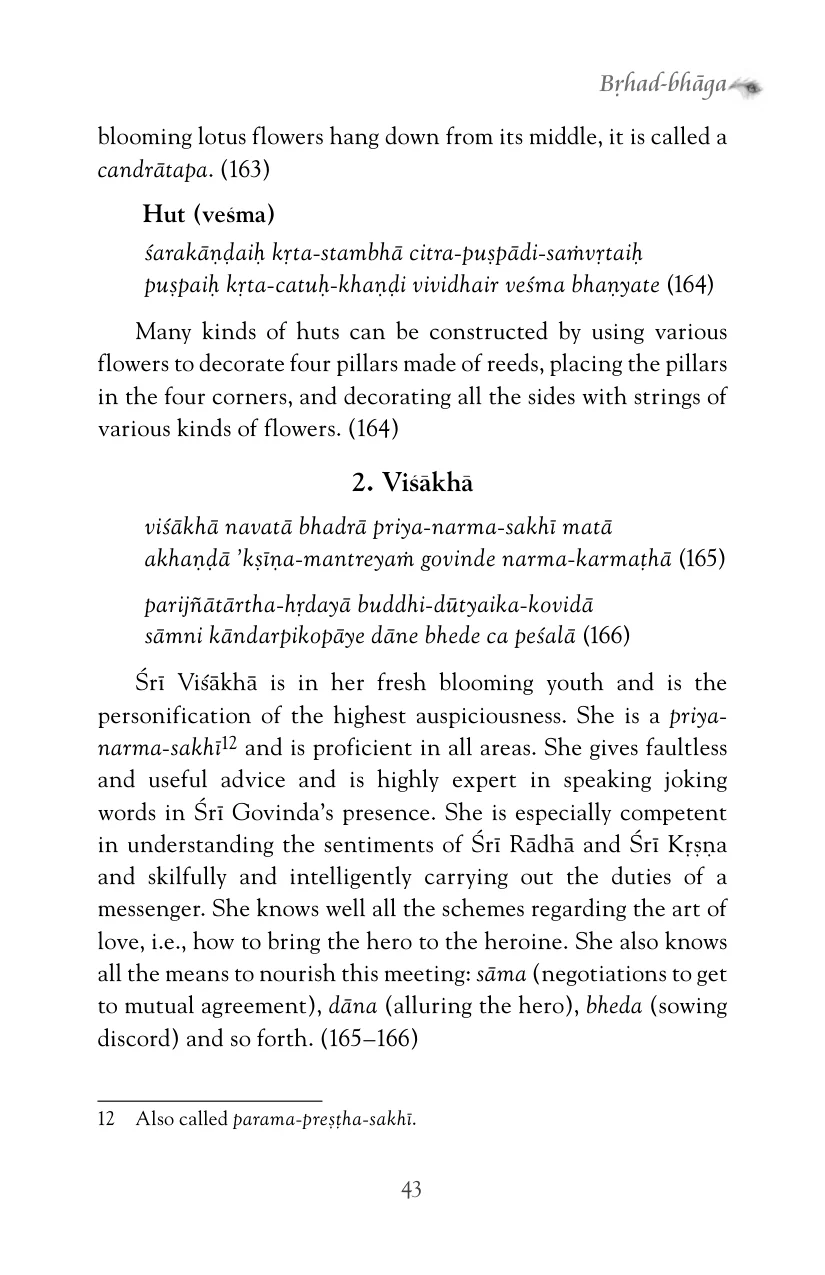 Bṛhad-bhāga
blooming lotus flowers hang down from its middle, it is called a
candrātapa. (163)
Hut (veśma)
śarakāṇḍaiḥ kṛta-stambhā citra-puṣpādi-saṁvṛtaiḥ
puṣpaiḥ kṛta-catuḥ-khaṇḍi vividhair veśma bhaṇyate (164)
Many kinds of huts can be constructed by using various
flowers to decorate four pillars made of reeds, placing the pillars
in the four corners, and decorating all the sides with strings of
various kinds of flowers. (164)
2. Viśākhā
viśākhā navatā bhadrā priya-narma-sakhī matā
akhaṇḍā ’kṣīṇa-mantreyaṁ govinde narma-karmaṭhā (165)
parijñātārtha-hṛdayā buddhi-dūtyaika-kovidā
sāmni kāndarpikopāye dāne bhede ca peśalā (166)
Śrī Viśākhā is in her fresh blooming youth and is the
personification of the highest auspiciousness. She is a priya-
narma-sakhī12 and is proficient in all areas. She gives faultless
and useful advice and is highly expert in speaking joking
words in Śrī Govinda’s presence. She is especially competent
in understanding the sentiments of Śrī Rādhā and Śrī Kṛṣṇa
and skilfully and intelligently carrying out the duties of a
messenger. She knows well all the schemes regarding the art of
love, i.e., how to bring the hero to the heroine. She also knows
all the means to nourish this meeting: sāma (negotiations to get
to mutual agreement), dāna (alluring the hero), bheda (sowing
discord) and so forth. (165–166)
12 Also called parama-preṣṭha-sakhī.
43